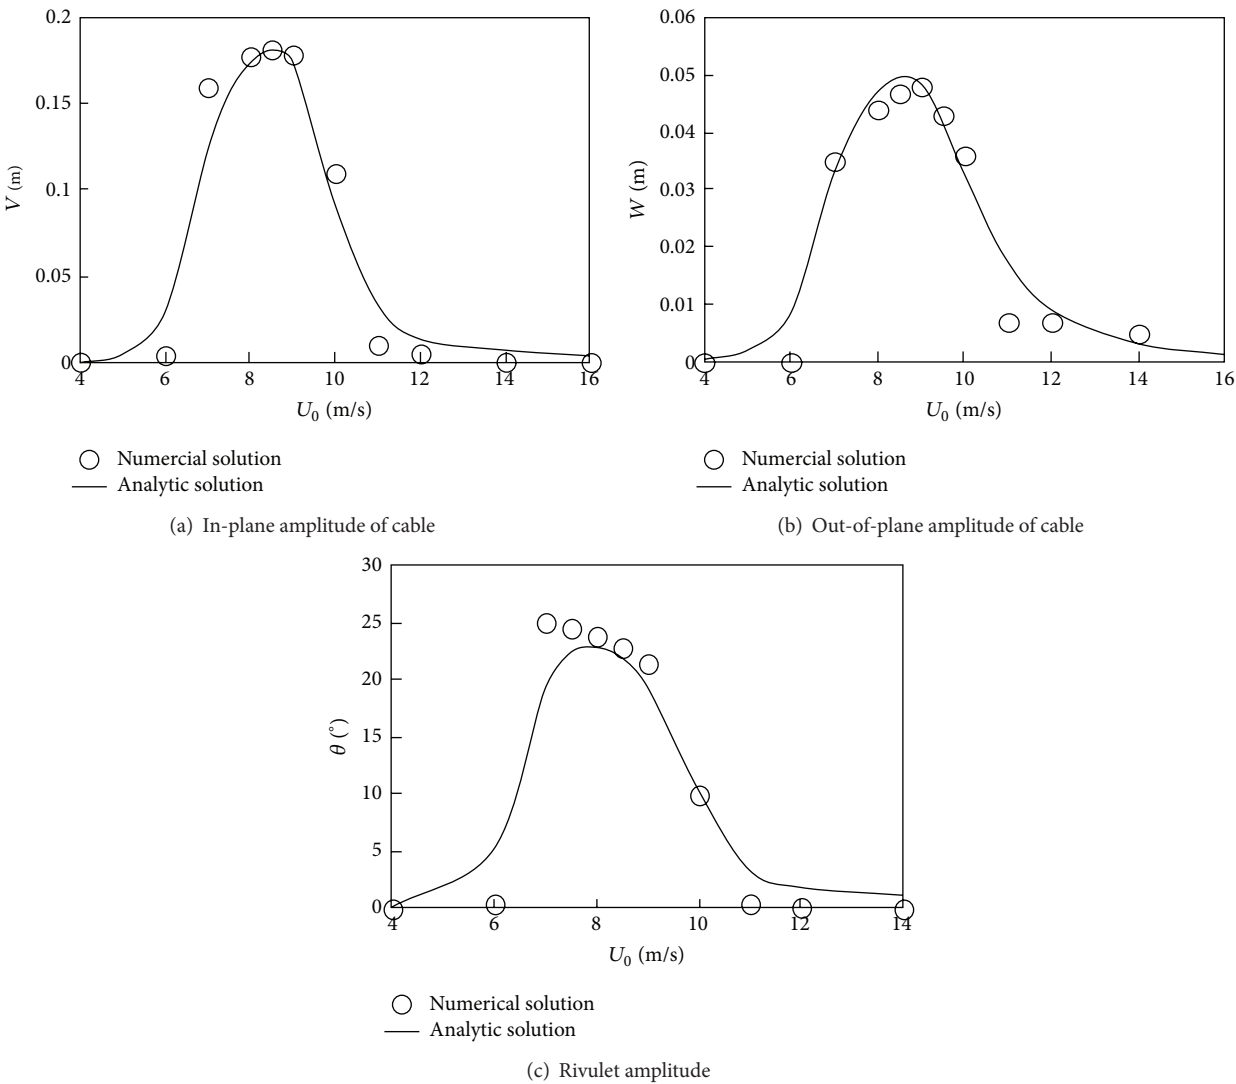 0.2
0.15
0.1
0.05
0
V (m)
4 6 8 10 12 14 16
U0 (m/s)
Numercial solution
Analytic solution
(a) In-plane amplitude of cable
0.06
0.05
0.04
0.03
0.02
0.01
0
W (m)
4 6 8 10 12 14 16
U0 (m/s)
Numercial solution
Analytic solution
(b) Out-of-plane amplitude of cable
30
25
20
15
10
5
0
θ (°)
4 6 8 10 12 14
U0 (m/s)
Numerical solution
Analytic solution
(c) Rivulet amplitude